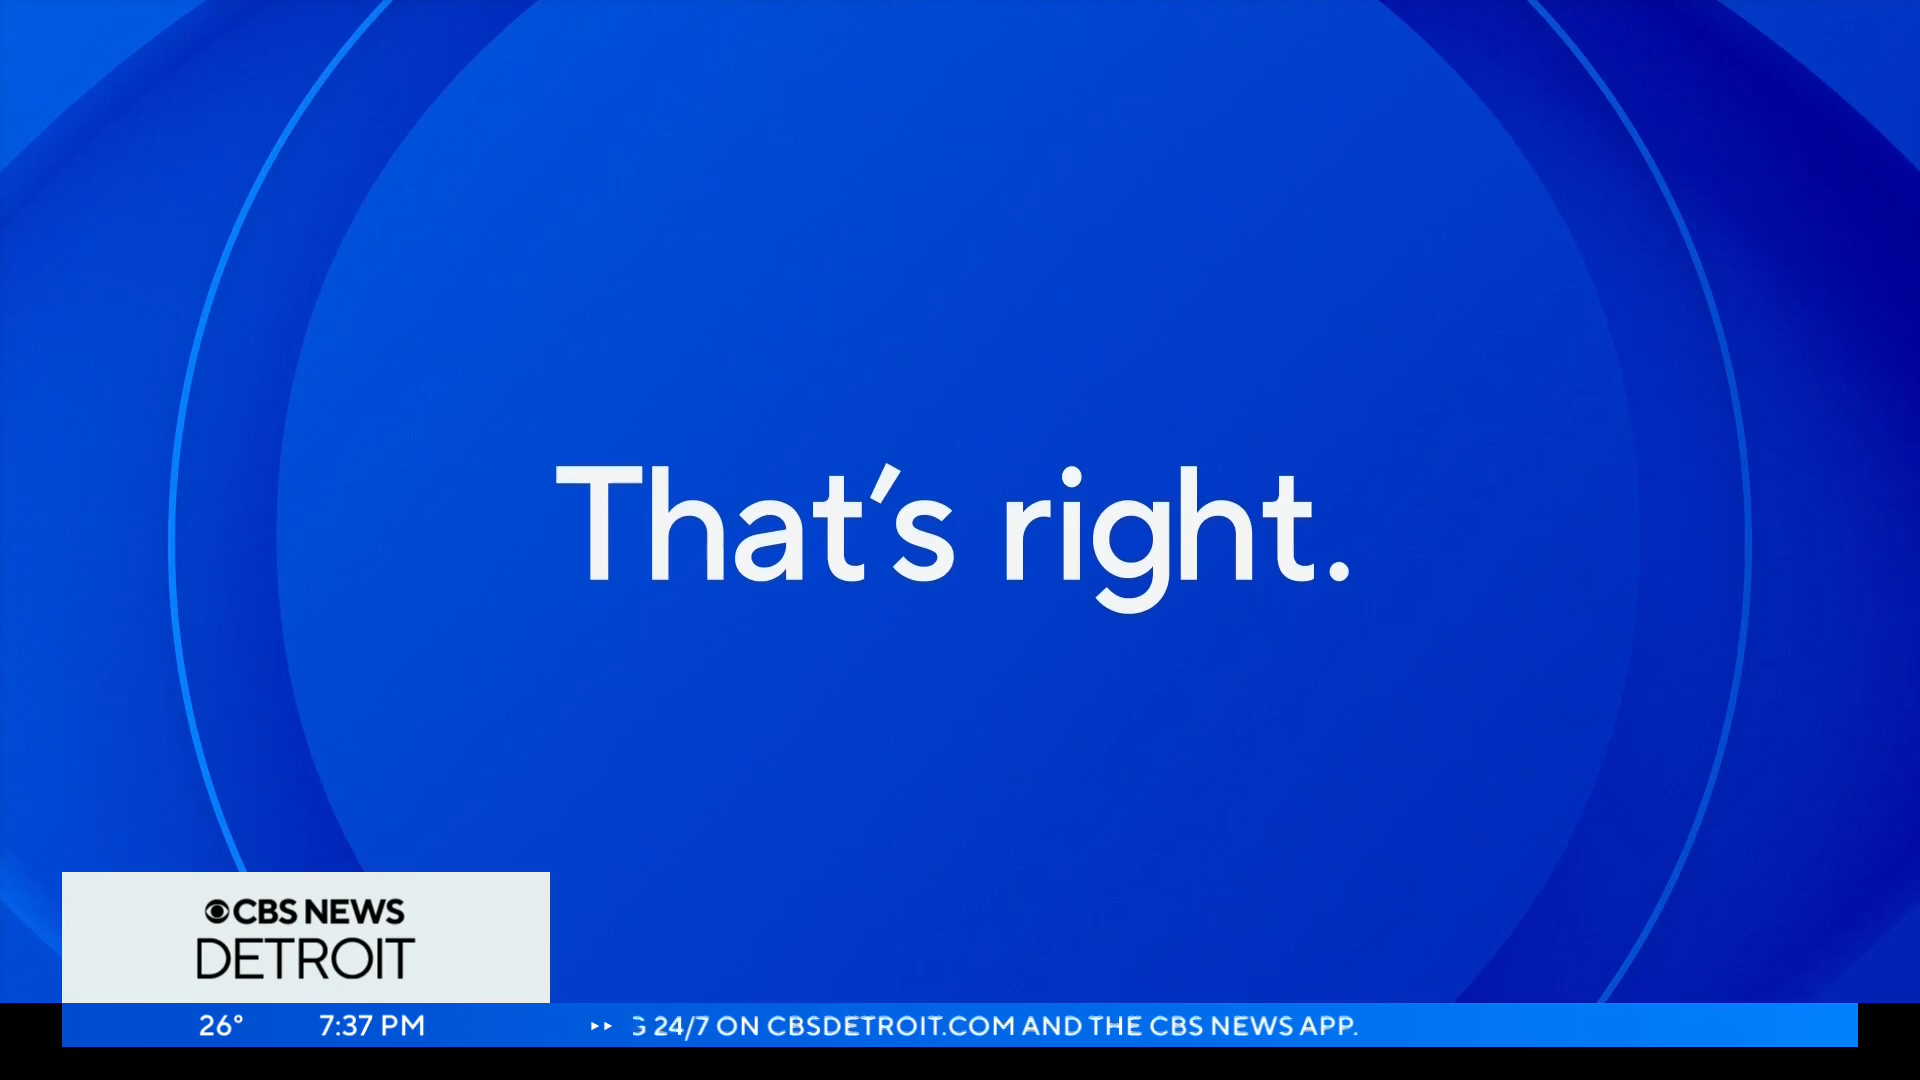 That's right.
CBS NEWS
DETROIT
26° 7:37 PM 24/7 ON CBSDETROIT.COM AND THE CBS NEWS APP.